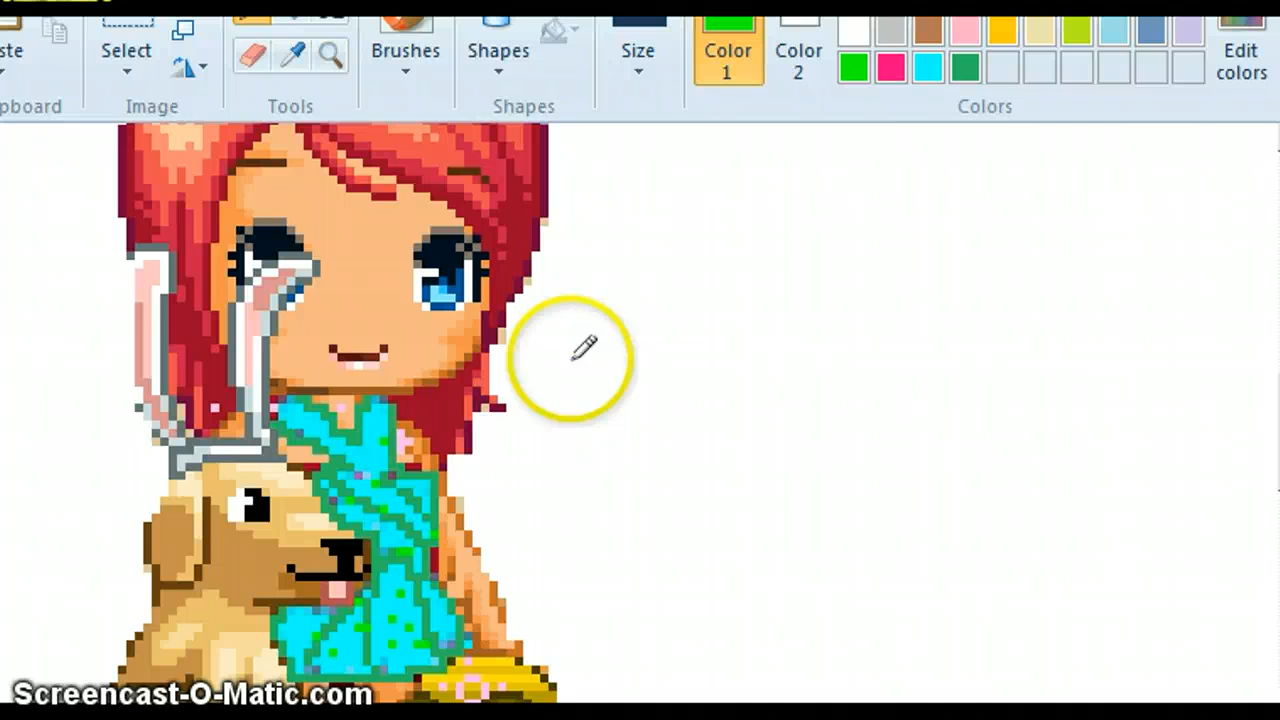 ste
Select
Brushes
Shapes
Size
Color
1
Color
2
Edit
colors
pboard
Image
Tools
Shapes
Colors
Screencast-O-Matic.com